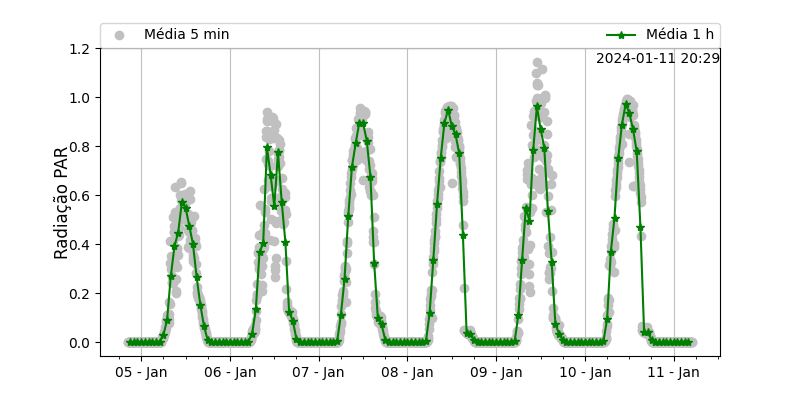 Média 5 min
Média 1 h
2024-01-11 20:29
Radiação PAR
1.2
1.0
0.8
0.6
0.4
0.2
0.0
05 - Jan
06 - Jan
07 - Jan
08 - Jan
09 - Jan
10 - Jan
11 - Jan